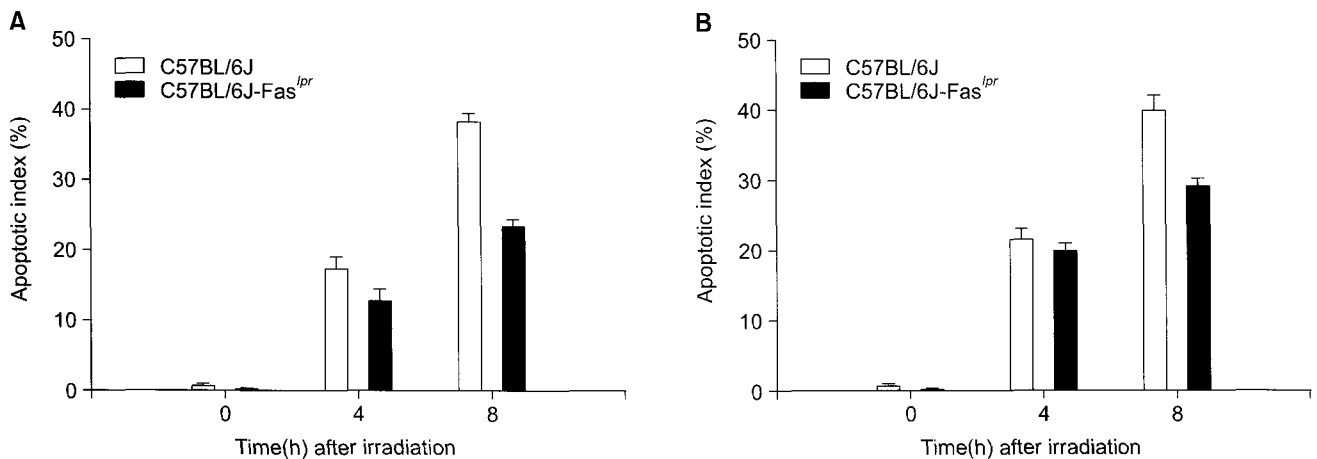 A
50
40
30
20
10
0
Apoptotic index (%)
C57BL/6J
C57BL/6J-Fas^lpr
0 4 8
Time(h) after irradiation
B
50
40
30
20
10
0
Apoptotic index (%)
C57BL/6J
C57BL/6J-Fas^lpr
0 4 8
Time(h) after irradiation